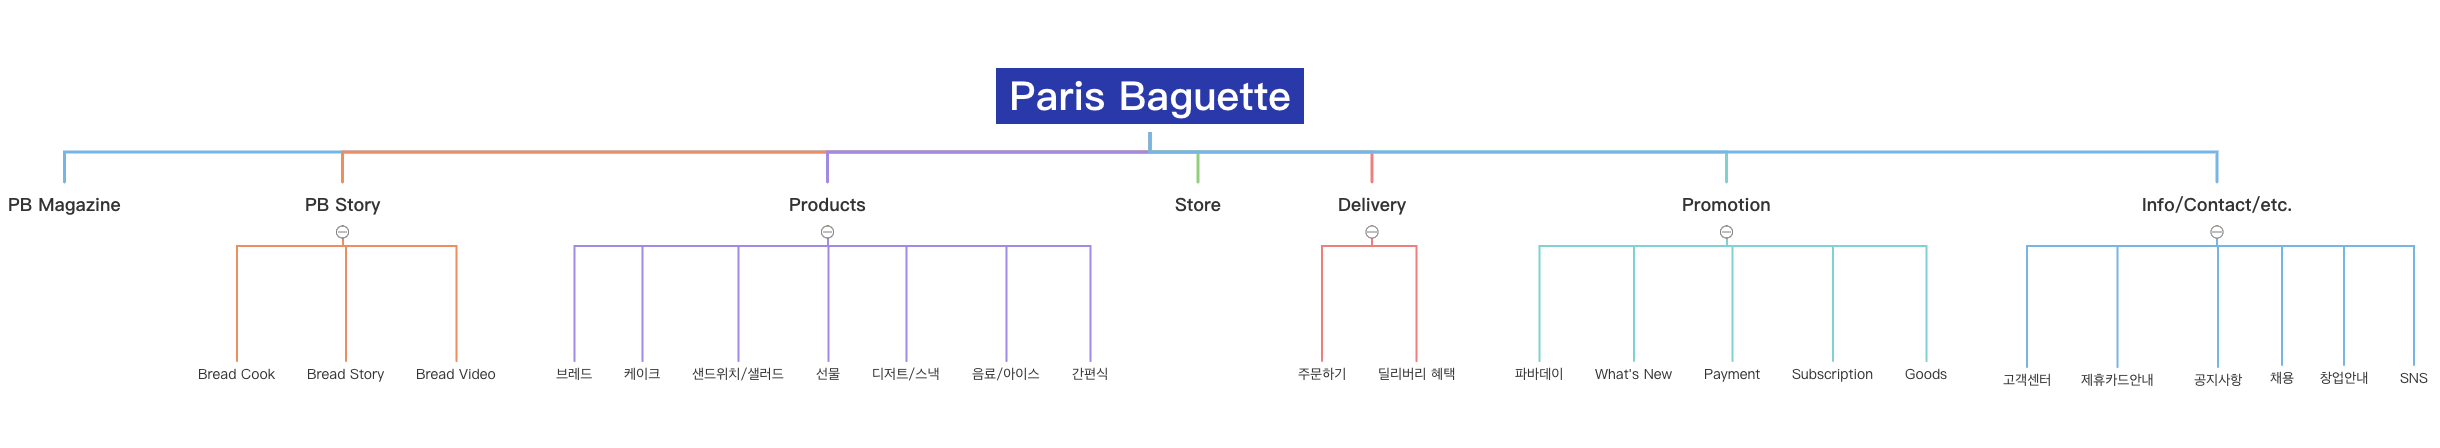 Paris Baguette
PB Magazine
PB Story
Products
Store
Delivery
Promotion
Info/Contact/etc.
Bread Cook
Bread Story
Bread Video
브레드
케이크
샌드위치/샐러드
선물
디저트/스낵
음료/아이스
간편식
주문하기
딜리버리 혜택
파바데이
What's New
Payment
Subscription
Goods
고객센터
제휴카드안내
공지사항
채용
창업안내
SNS